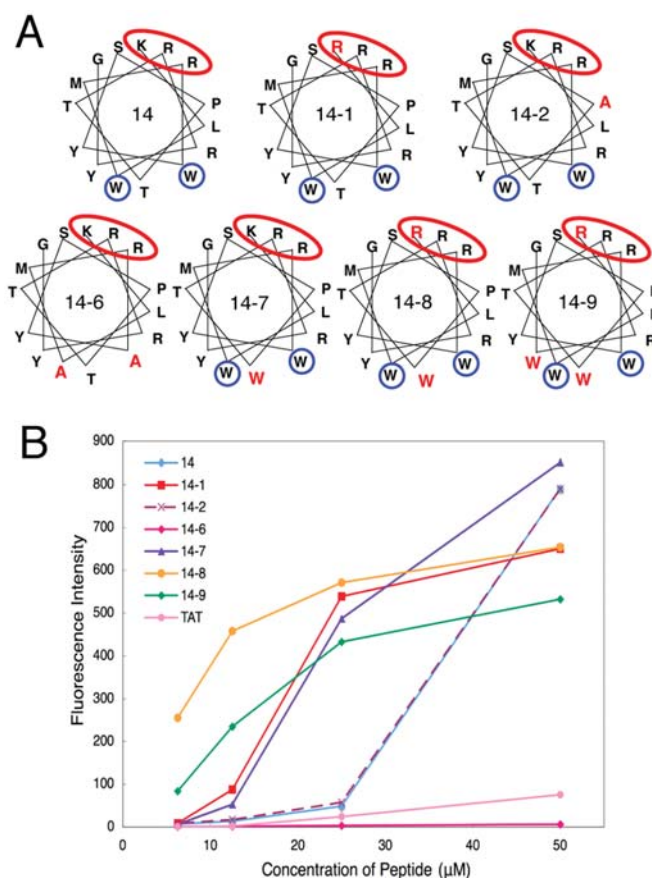 A
G S K R R
M P
T 14 L
Y R
Y W T W
G S R R R
M P
T 14-1 L
Y R
Y W T W
G S K R R
M A
T 14-2 L
Y R
Y W T W
G S K R R
M P
T 14-6 L
Y R
Y A T A
G S K R R
M P
T 14-7 L
Y R
Y W W W
G S R R R
M P
T 14-8 L
Y R
Y W W W
G S R R R
M
T 14-9
Y R
W W W W
B
900
800
700
600
500
400
300
200
100
0
Fluorescence Intensity
14
14-1
14-2
14-6
14-7
14-8
14-9
TAT
0 10 20 30 40 50
Concentration of Peptide (µM)